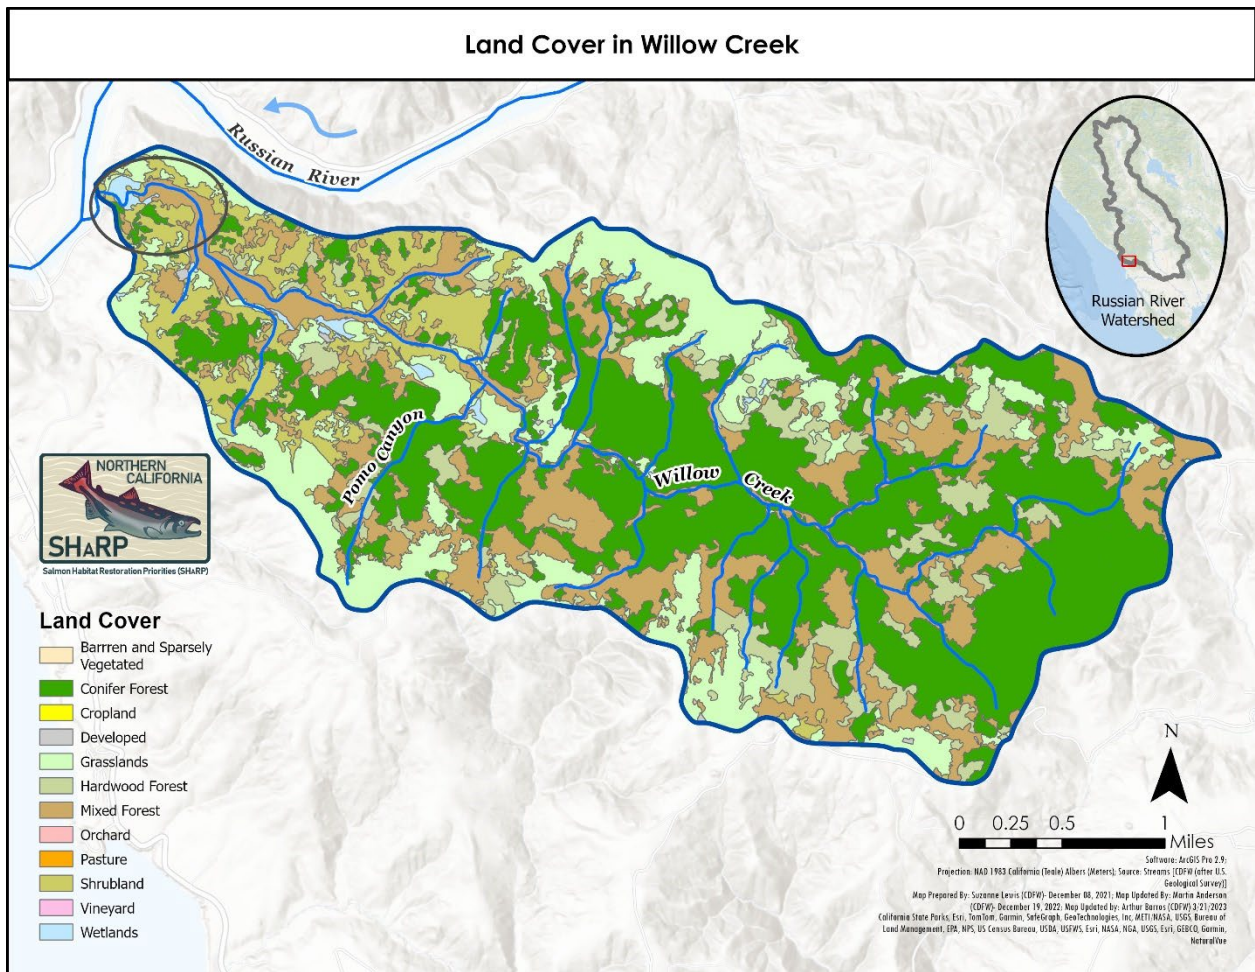 Land Cover in Willow Creek
Russian River
Russian River
Watershed
Pomo Canyon
Willow Creek
NORTHERN
CALIFORNIA
SHaRP
Salmon Habitat Restoration Priorities (SHaRP)
Land Cover
Barrren and Sparsely
Vegetated
Conifer Forest
Cropland
Developed
Grasslands
Hardwood Forest
Mixed Forest
Orchard
Pasture
Shrubland
Vineyard
Wetlands
N
0 0.25 0.5 1
Miles
Software: ArcGIS Pro 2.9;
Projection: NAD 1983 California (Teale) Albers (Meters); Source: Streams [CDFW (after U.S.
Geological Survey)]
Map Prepared By: Suzanne Lewis (CDFW)- December 08, 2021; Map Updated By: Martin Anderson
(CDFW)- December 19, 2022; Map Updated by: Arthur Barros (CDFW) 3/21/2023
California State Parks, Esri, TomTom, Garmin, SafeGraph, GeoTechnologies, Inc, METI/NASA, USGS, Bureau of
Land Management, EPA, NPS, US Census Bureau, USDA, USFWS, Esri, NASA, NGA, USGS, Esri, GEBCO, Garmin,
NaturalVue